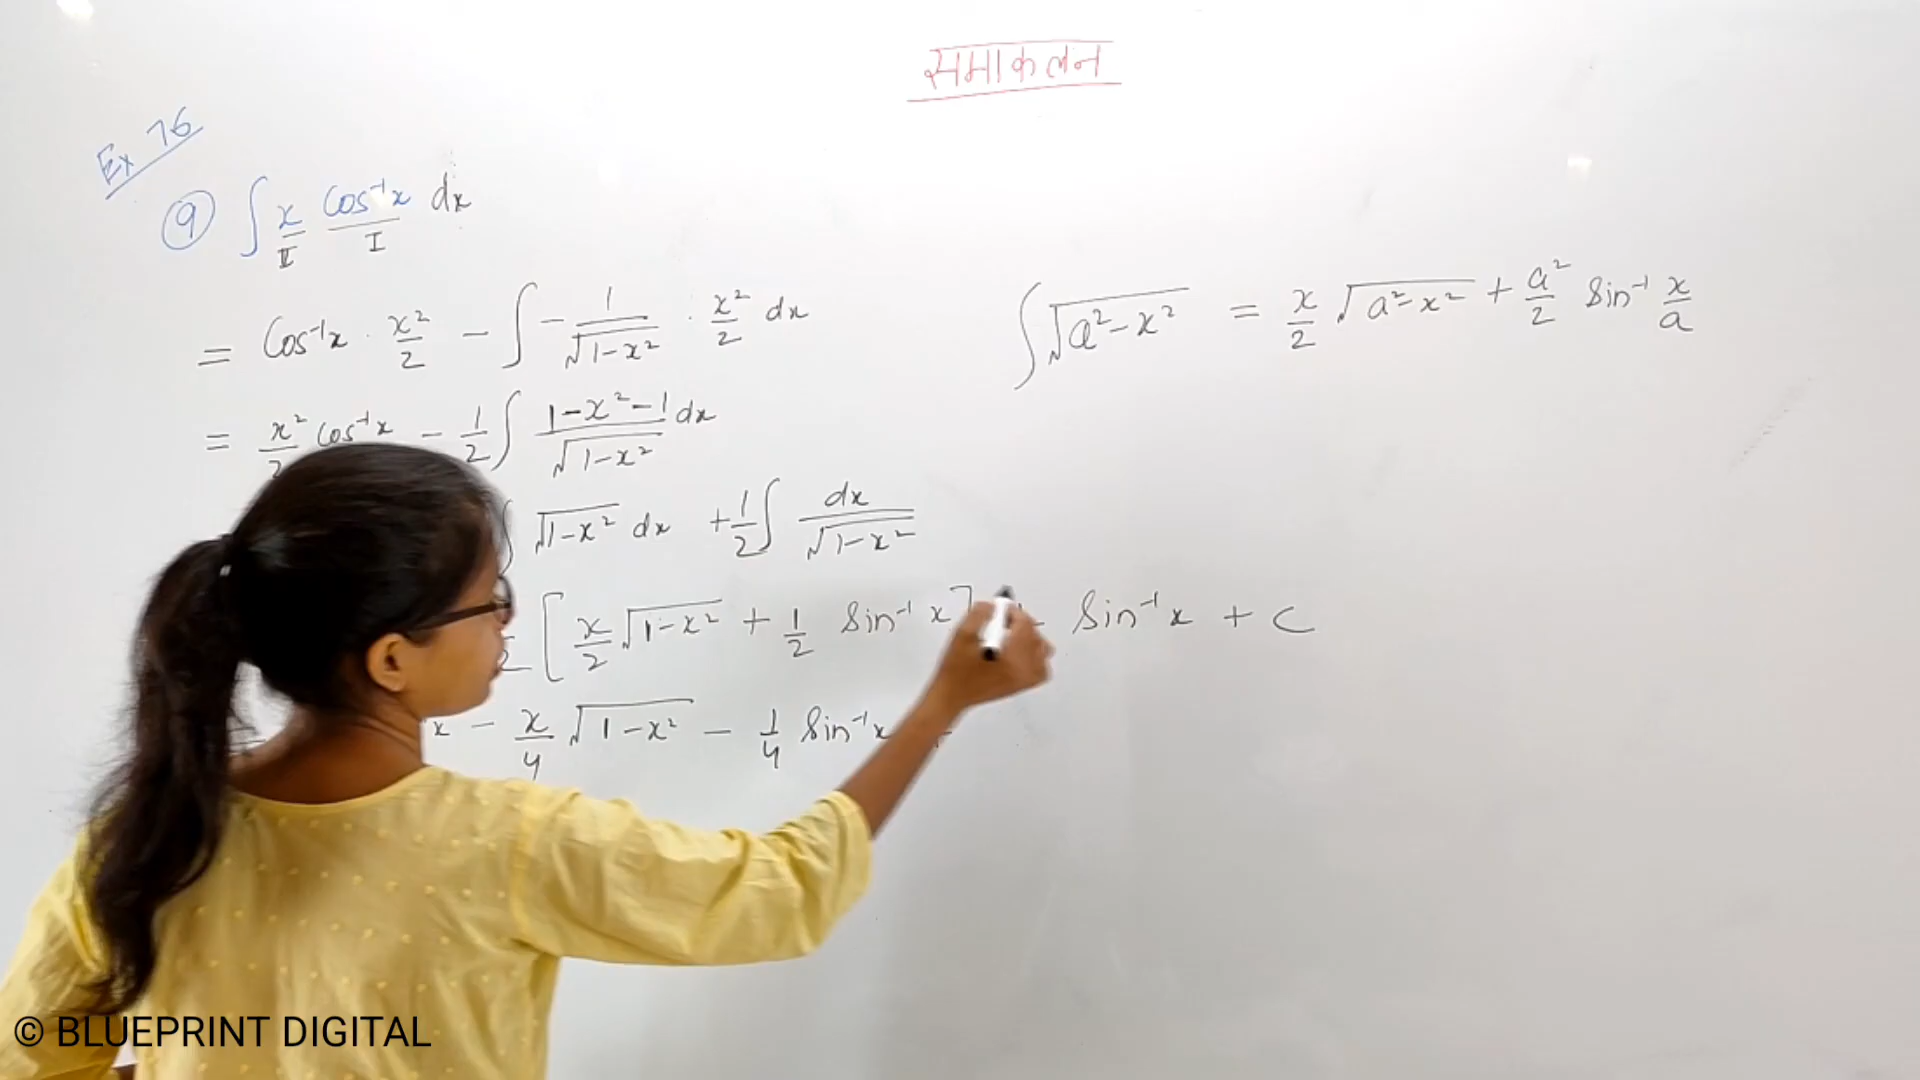 समाकलन
Ex 76
9 ∫ x cos⁻¹x dx
II I
= Cos⁻¹x . x²/2 - ∫ - 1/√(1-x²) . x²/2 dx
∫√(a²-x²) = x/2 √(a²-x²) + a²/2 Sin⁻¹ x/a
= x²/2 cos⁻¹x - 1/2 ∫ (1-x²-1)/√(1-x²) dx
∫ √(1-x²) dx + 1/2 ∫ dx/√(1-x²)
[x/2 √(1-x²) + 1/2 Sin⁻¹ x] Sin⁻¹x + c
x - x/4 √(1-x²) - 1/4 Sin⁻¹x
© BLUEPRINT DIGITAL